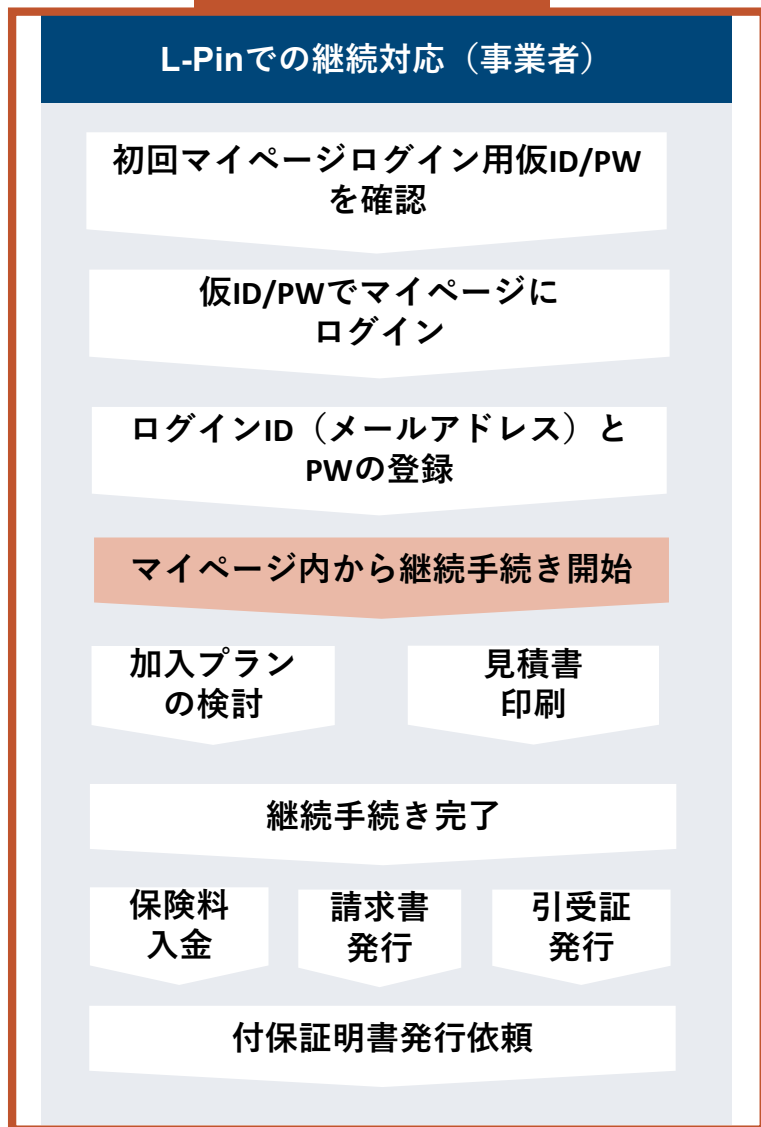 L-Pinでの継続対応（事業者）
初回マイページログイン用仮ID/PW
を確認
仮ID/PWでマイページに
ログイン
ログインID（メールアドレス）と
PWの登録
マイページ内から継続手続き開始
加入プラン
の検討
見積書
印刷
継続手続き完了
保険料
入金
請求書
発行
引受証
発行
付保証明書発行依頼